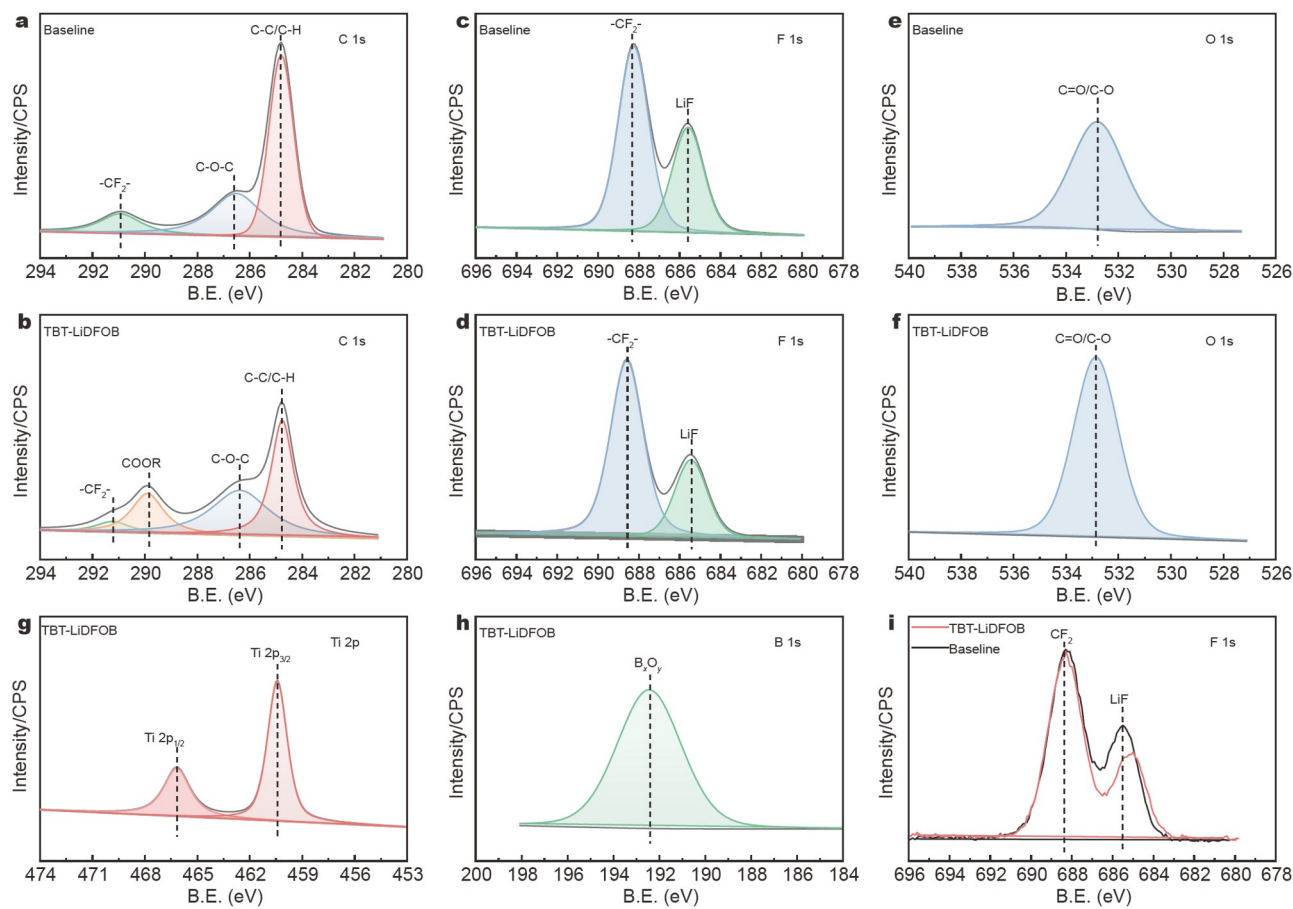 a
Baseline
C 1s
C-C/C-H
C-O-C
-CF2-
Intensity/CPS
294 292 290 288 286 284 282 280
B.E. (eV)
c
Baseline
F 1s
-CF2-
LiF
Intensity/CPS
696 694 692 690 688 686 684 682 680 678
B.E. (eV)
e
Baseline
O 1s
C=O/C-O
Intensity/CPS
540 538 536 534 532 530 528 526
B.E. (eV)
b
TBT-LiDFOB
C 1s
C-C/C-H
C-O-C
COOR
-CF2-
Intensity/CPS
294 292 290 288 286 284 282 280
B.E. (eV)
d
TBT-LiDFOB
F 1s
-CF2-
LiF
Intensity/CPS
696 694 692 690 688 686 684 682 680 678
B.E. (eV)
f
TBT-LiDFOB
O 1s
C=O/C-O
Intensity/CPS
540 538 536 534 532 530 528 526
B.E. (eV)
g
TBT-LiDFOB
Ti 2p
Ti 2p3/2
Ti 2p1/2
Intensity/CPS
474 471 468 465 462 459 456 453
B.E. (eV)
h
TBT-LiDFOB
B 1s
BxOy
Intensity/CPS
200 198 196 194 192 190 188 186 184
B.E. (eV)
i
TBT-LiDFOB
Baseline
F 1s
CF2
LiF
Intensity/CPS
696 694 692 690 688 686 684 682 680 678
B.E. (eV)